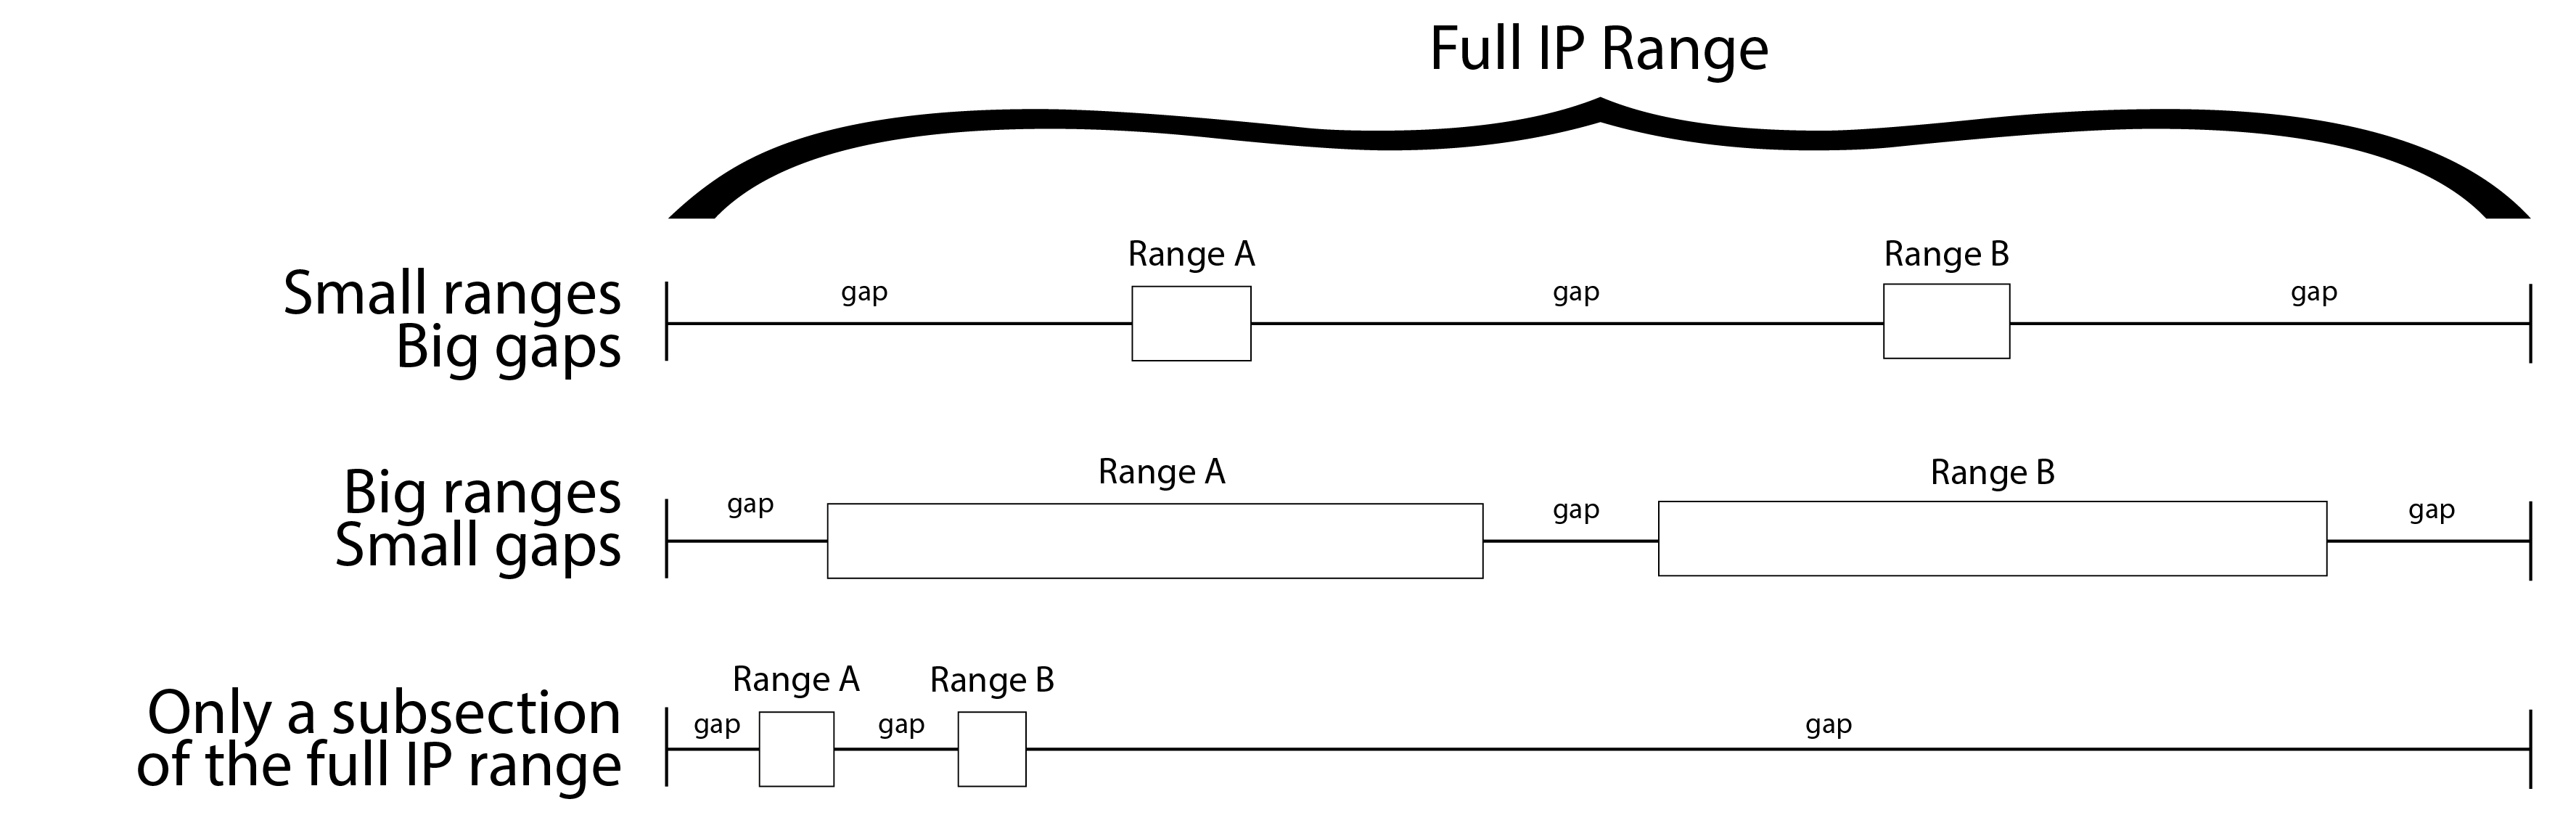 Full IP Range
Small ranges
Big gaps
gap
Range A
gap
Range B
gap
Big ranges
Small gaps
gap
Range A
gap
Range B
gap
Only a subsection
of the full IP range
gap
Range A
gap
Range B
gap